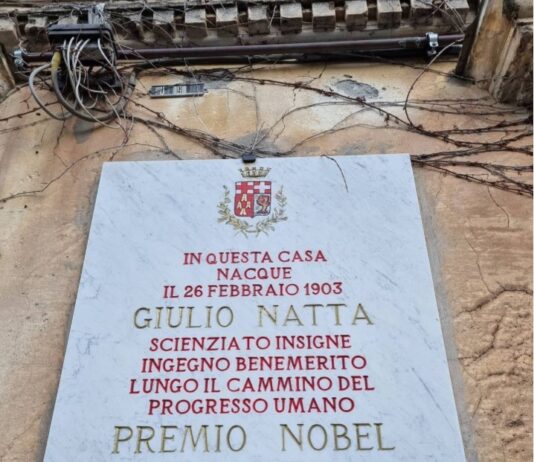 IN QUESTA CASA
NACQUE
IL 26 FEBBRAIO 1903
GIULIO NATTA
SCIENZIATO INSIGNE
INGEGNO BENEMERITO
LUNGO IL CAMMINO DEL
PROGRESSO UMANO
PREMIO NOBEL